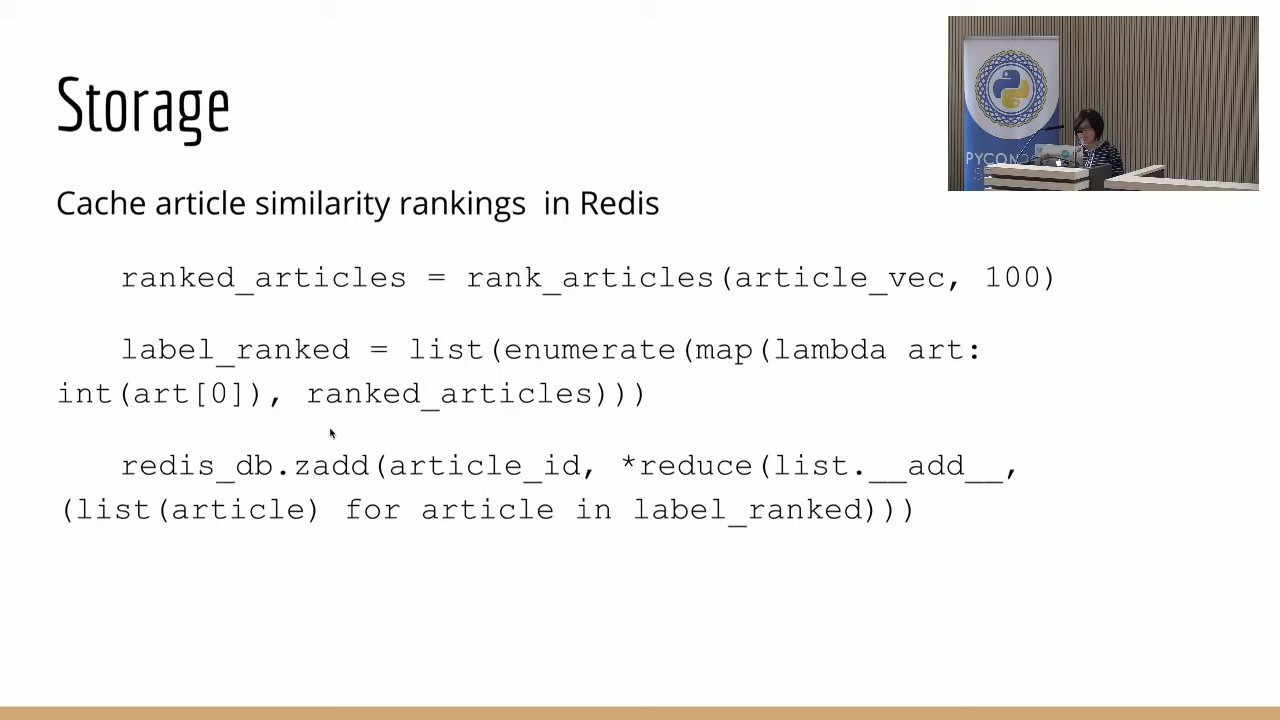 Storage
Cache article similarity rankings in Redis
ranked_articles = rank_articles(article_vec, 100)
label_ranked = list(enumerate(map(lambda art:
int(art[0]), ranked_articles)))
redis_db.zadd(article_id, *reduce(list.__add__,
(list(article) for article in label_ranked)))
PYCON